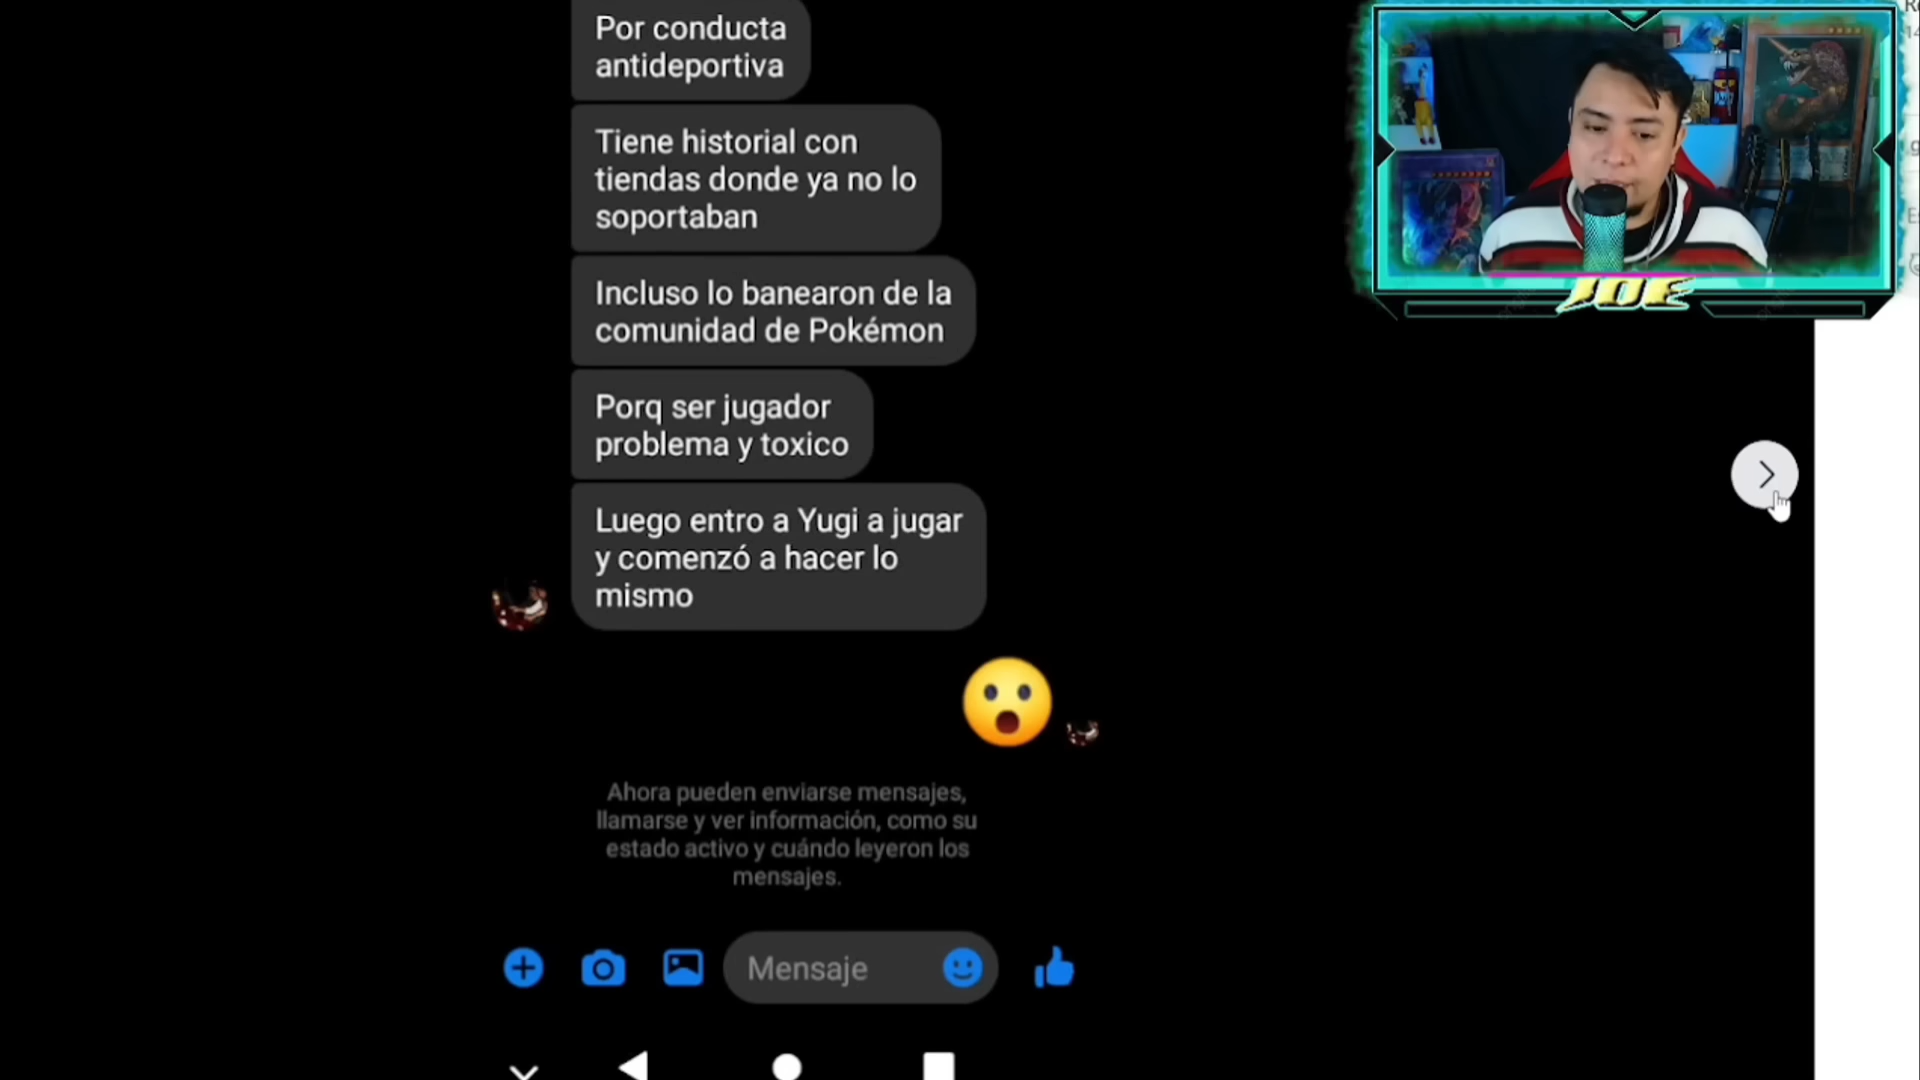 Por conducta
antideportiva
Tiene historial con
tiendas donde ya no lo
soportaban
Incluso lo banearon de la
comunidad de Pokémon
Porq ser jugador
problema y toxico
Luego entro a Yugi a jugar
y comenzó a hacer lo
mismo
Ahora pueden enviarse mensajes,
llamarse y ver información, como su
estado activo y cuándo leyeron los
mensajes.
Mensaje
JOE